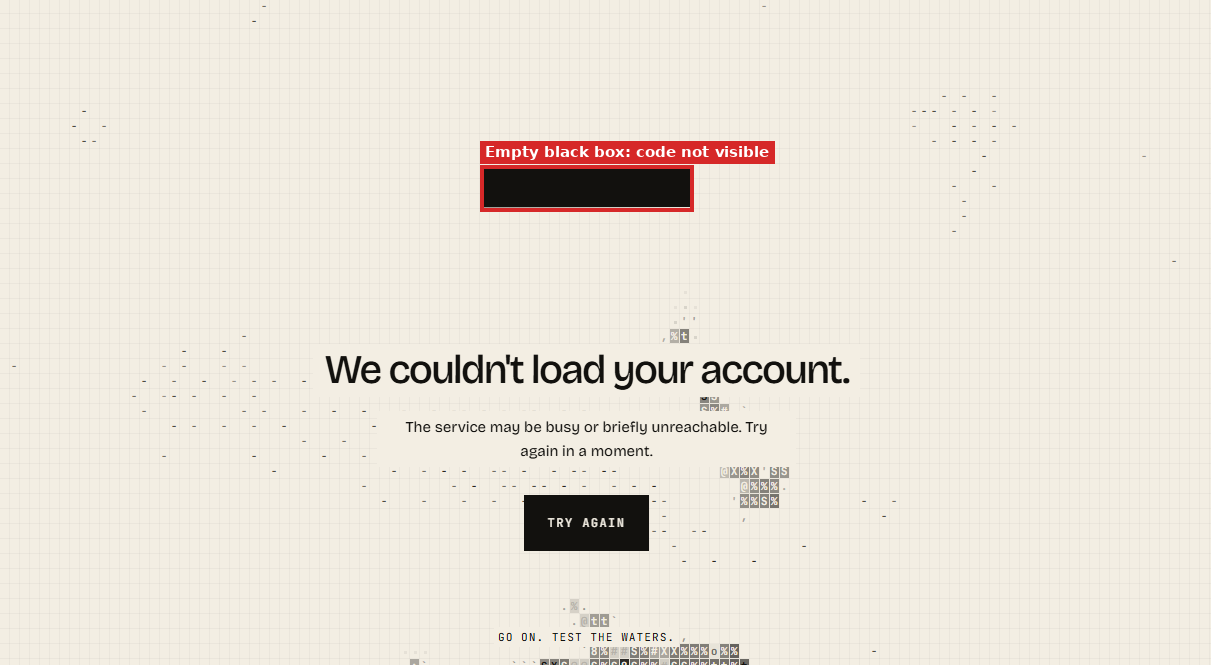 Empty black box: code not visible
We couldn't load your account.
The service may be busy or briefly unreachable. Try
again in a moment.
TRY AGAIN
GO ON. TEST THE WATERS.